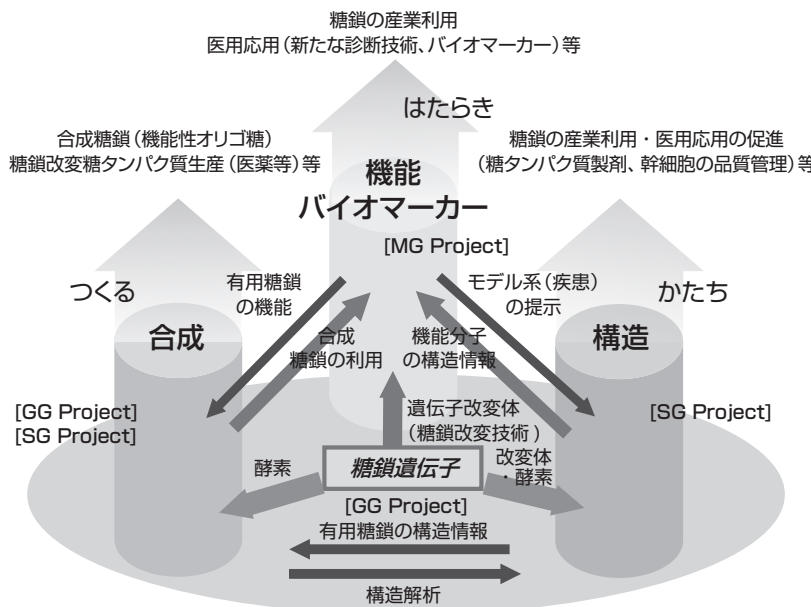 糖鎖の産業利用
医用応用(新たな診断技術、バイオマーカー)等
はたらき
合成糖鎖(機能性オリゴ糖)
糖鎖改変糖タンパク質生産(医薬等)等
糖鎖の産業利用・医用応用の促進
(糖タンパク質製剤、幹細胞の品質管理)等
機能
バイオマーカー
[MG Project]
つくる
有用糖鎖
の機能
モデル系(疾患)
の提示
かたち
合成
合成
糖鎖の利用
機能分子
の構造情報
構造
[GG Project]
[SG Project]
[SG Project]
遺伝子改変体
(糖鎖改変技術)
酵素
糖鎖遺伝子
改変体
・酵素
[GG Project]
有用糖鎖の構造情報
構造解析